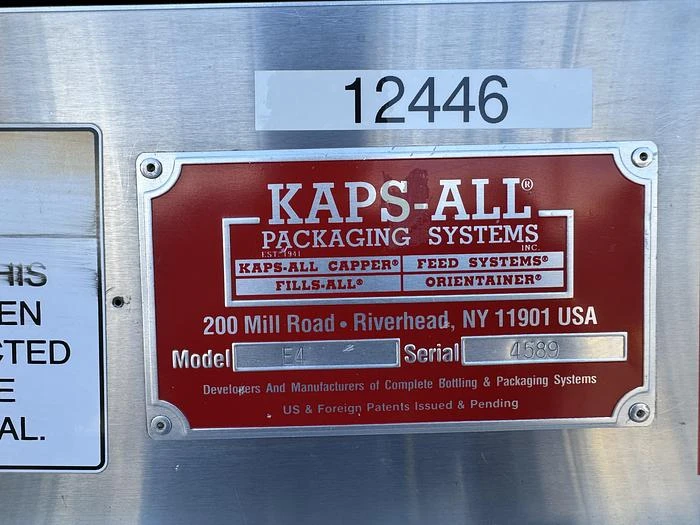 12446
KAPS-ALL®
PACKAGING SYSTEMS
EST. 1941 INC.
KAPS-ALL CAPPER® FEED SYSTEMS®
FILLS-ALL® ORIENTAINER®
200 Mill Road • Riverhead, NY 11901 USA
Model E4 Serial 4589
Developers And Manufacturers of Complete Bottling & Packaging Systems
US & Foreign Patents Issued & Pending
HIS
EN
CTED
E
AL.